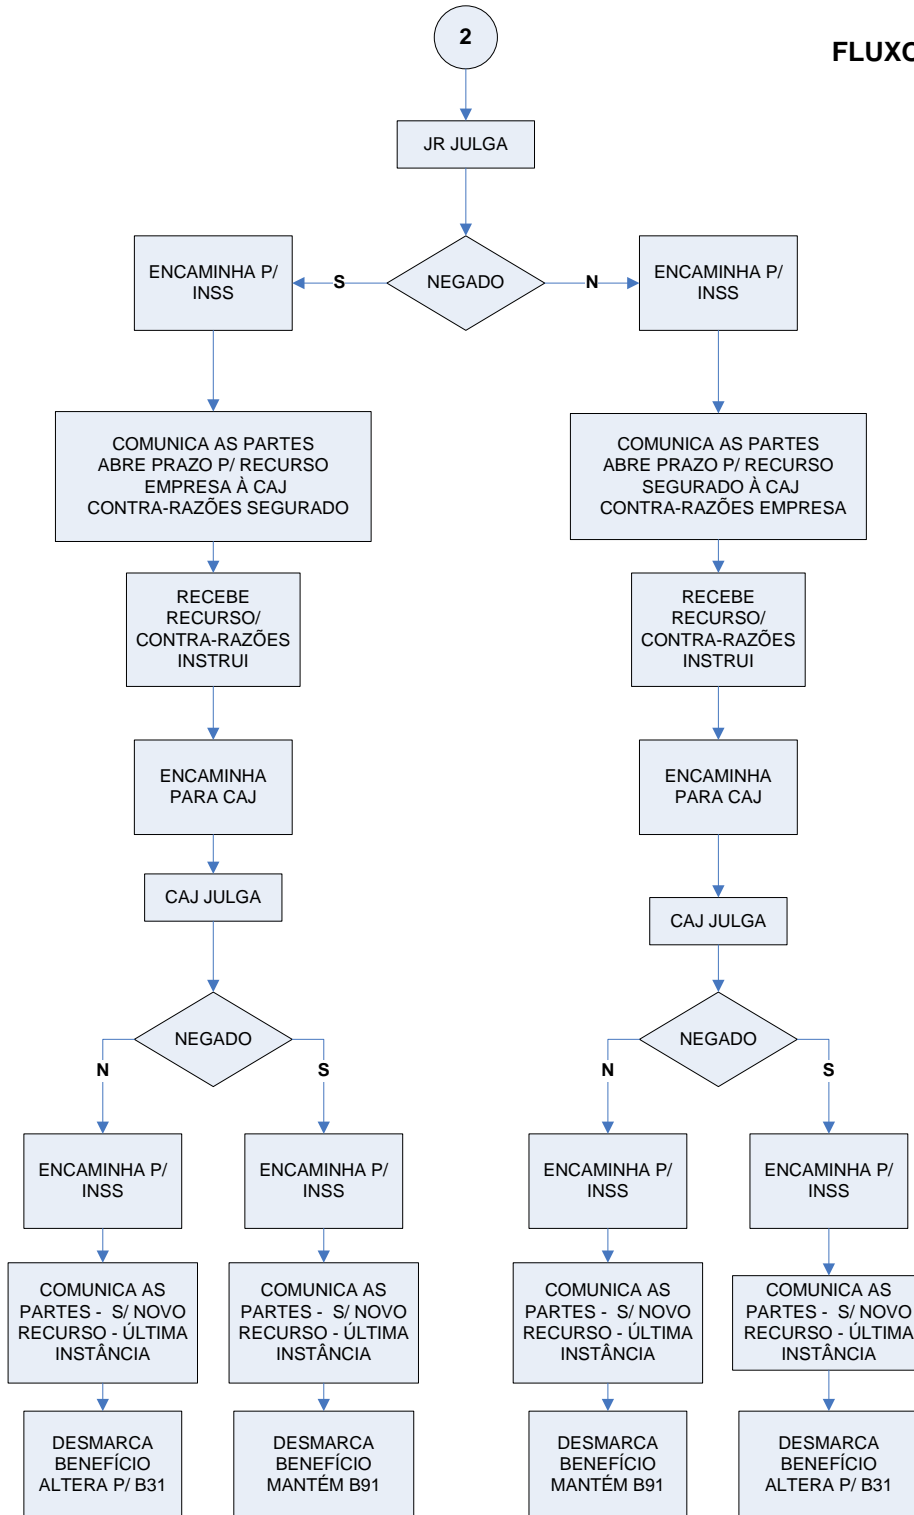 2
FLUXO
JR JULGA
ENCAMINHA P/
INSS
S
NEGADO
N
ENCAMINHA P/
INSS
COMUNICA AS PARTES
ABRE PRAZO P/ RECURSO
EMPRESA À CAJ
CONTRA-RAZÕES SEGURADO
COMUNICA AS PARTES
ABRE PRAZO P/ RECURSO
SEGURADO À CAJ
CONTRA-RAZÕES EMPRESA
RECEBE
RECURSO/
CONTRA-RAZÕES
INSTRUI
RECEBE
RECURSO/
CONTRA-RAZÕES
INSTRUI
ENCAMINHA
PARA CAJ
ENCAMINHA
PARA CAJ
CAJ JULGA
CAJ JULGA
NEGADO
N
S
NEGADO
N
S
ENCAMINHA P/
INSS
ENCAMINHA P/
INSS
ENCAMINHA P/
INSS
ENCAMINHA P/
INSS
COMUNICA AS
PARTES - S/ NOVO
RECURSO - ÚLTIMA
INSTÂNCIA
COMUNICA AS
PARTES - S/ NOVO
RECURSO - ÚLTIMA
INSTÂNCIA
COMUNICA AS
PARTES - S/ NOVO
RECURSO - ÚLTIMA
INSTÂNCIA
COMUNICA AS
PARTES - S/ NOVO
RECURSO - ÚLTIMA
INSTÂNCIA
DESMARCA
BENEFÍCIO
ALTERA P/ B31
DESMARCA
BENEFÍCIO
MANTÉM B91
DESMARCA
BENEFÍCIO
MANTÉM B91
DESMARCA
BENEFÍCIO
ALTERA P/ B31